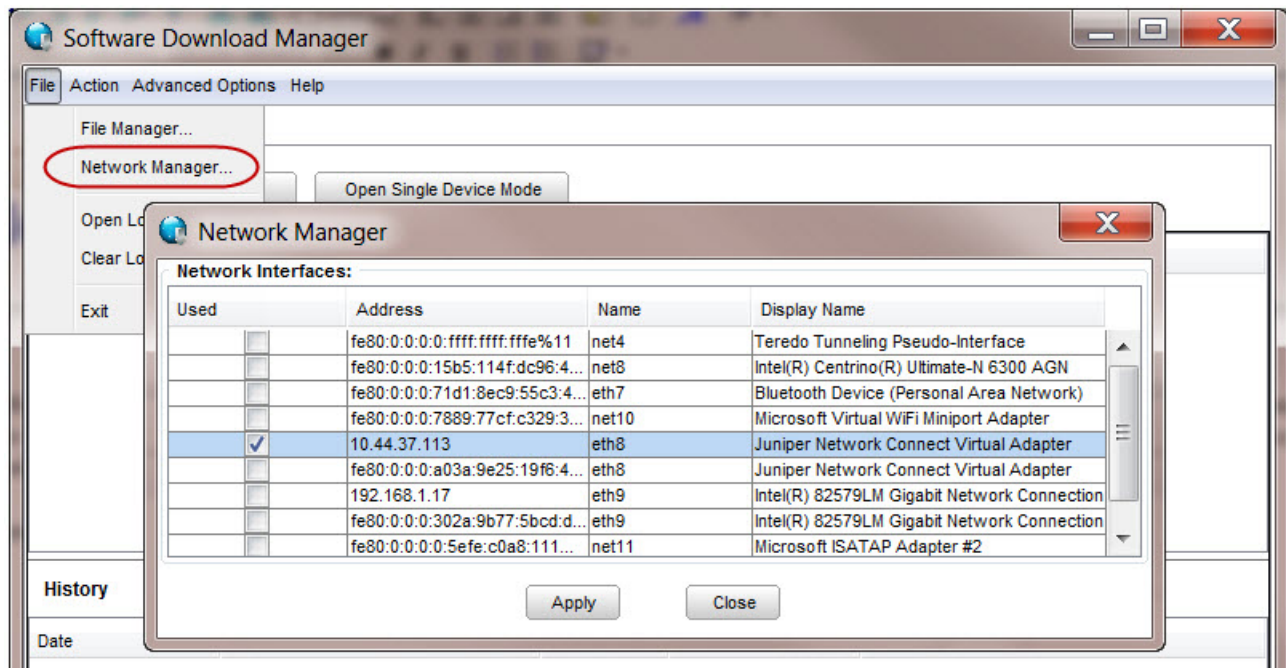 Software Download Manager
File Action Advanced Options Help
File Manager...
Network Manager...
Open Single Device Mode
Open Lo
Clear Lo
Exit
Network Manager
Network Interfaces:
Used Address Name Display Name
fe80:0:0:0:0:ffff:ffff:fffe%11 net4 Teredo Tunneling Pseudo-Interface
fe80:0:0:0:15b5:114f:dc96:4... net8 Intel(R) Centrino(R) Ultimate-N 6300 AGN
fe80:0:0:0:71d1:8ec9:55c3:4... eth7 Bluetooth Device (Personal Area Network)
fe80:0:0:0:7889:77cf:c329:3... net10 Microsoft Virtual WiFi Miniport Adapter
10.44.37.113 eth8 Juniper Network Connect Virtual Adapter
fe80:0:0:0:a03a:9e25:19f6:4... eth8 Juniper Network Connect Virtual Adapter
192.168.1.17 eth9 Intel(R) 82579LM Gigabit Network Connection
fe80:0:0:0:302a:9b77:5bcd:d... eth9 Intel(R) 82579LM Gigabit Network Connection
fe80:0:0:0:0:5efe:c0a8:111... net11 Microsoft ISATAP Adapter #2
Apply Close
History
Date